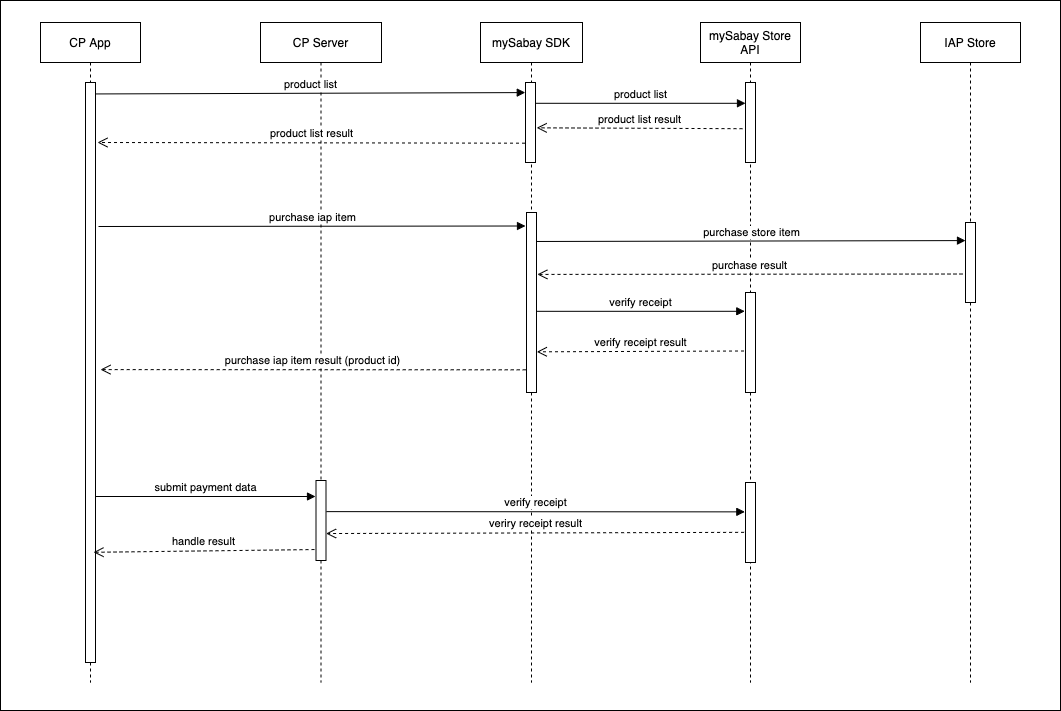 CP App
CP Server
mySabay SDK
mySabay Store
API
IAP Store
product list
product list
product list result
product list result
purchase iap item
purchase store item
purchase result
verify receipt
verify receipt result
purchase iap item result (product id)
submit payment data
verify receipt
veriry receipt result
handle result